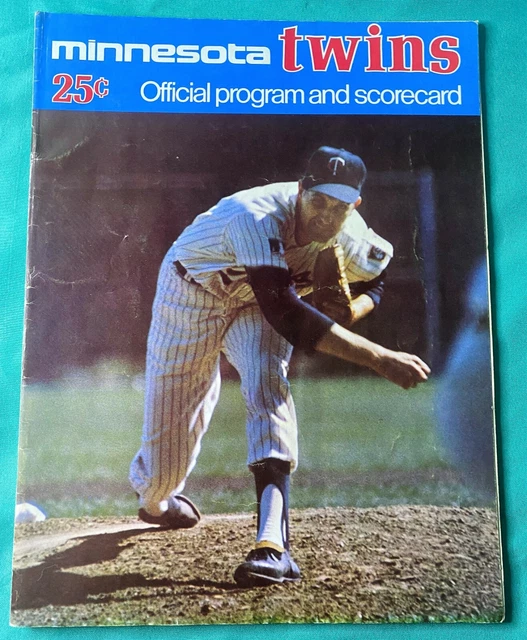 minnesota twins
25¢ Official program and scorecard
T